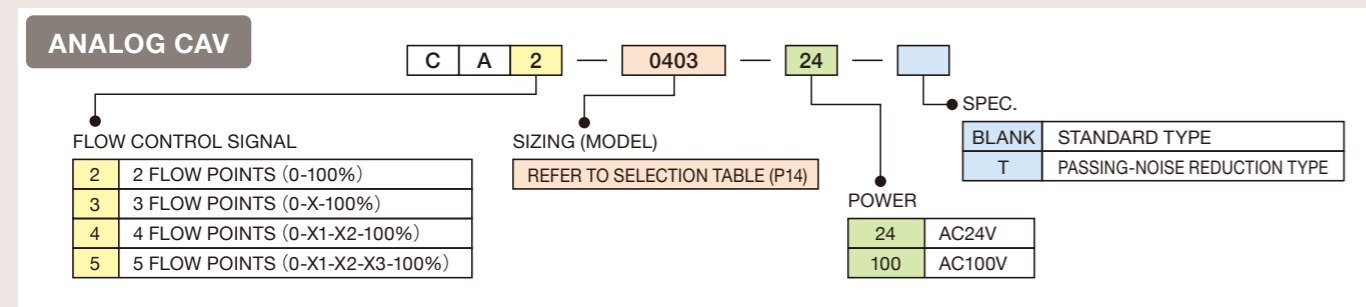 ANALOG CAV
C A 2 — 0403 — 24 —
SPEC.
BLANK STANDARD TYPE
T PASSING-NOISE REDUCTION TYPE
FLOW CONTROL SIGNAL
2 2 FLOW POINTS (0-100%)
3 3 FLOW POINTS (0-X-100%)
4 4 FLOW POINTS (0-X1-X2-100%)
5 5 FLOW POINTS (0-X1-X2-X3-100%)
SIZING (MODEL)
REFER TO SELECTION TABLE (P14)
POWER
24 AC24V
100 AC100V